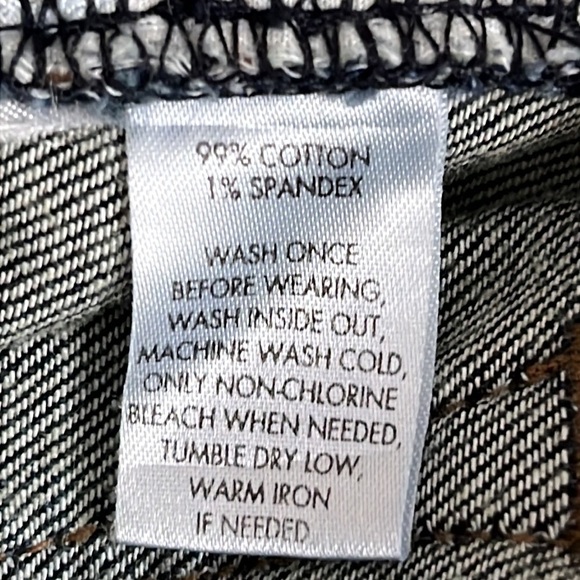 99% COTTON
1% SPANDEX
WASH ONCE
BEFORE WEARING,
WASH INSIDE OUT,
MACHINE WASH COLD,
ONLY NON-CHLORINE
BLEACH WHEN NEEDED,
TUMBLE DRY LOW,
WARM IRON
IF NEEDED